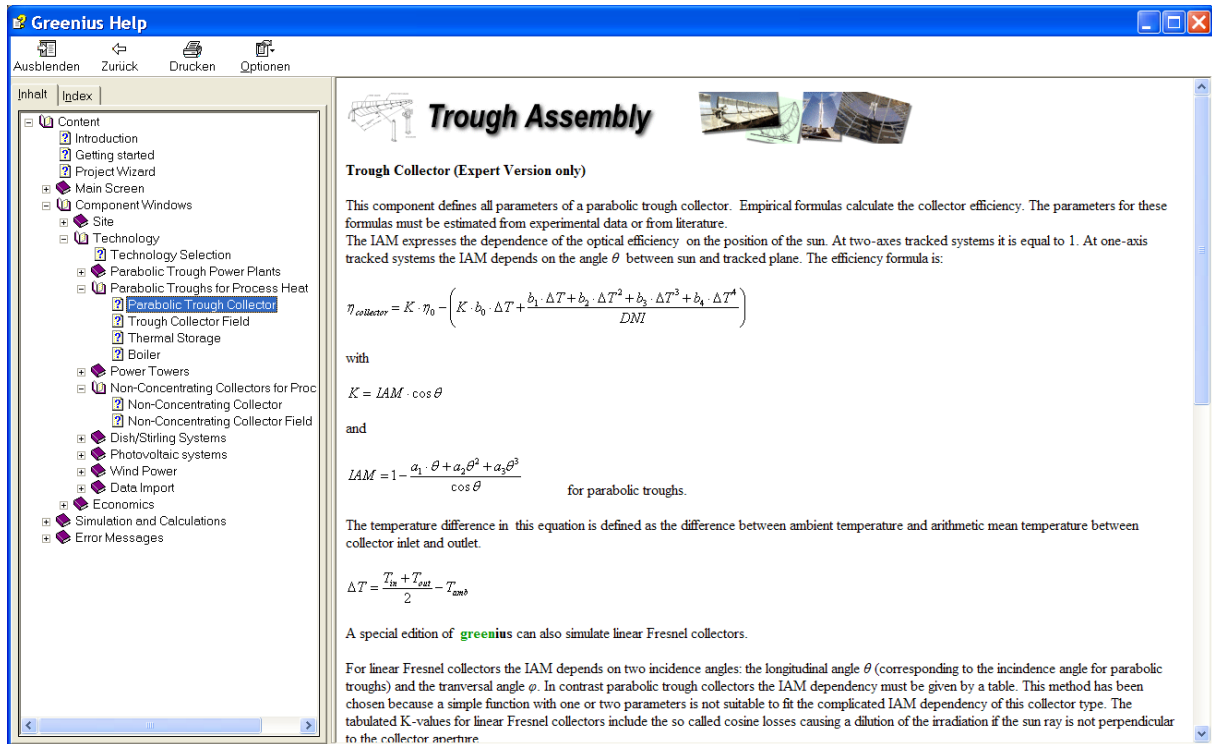 Greenius Help
Ausblenden Zurück Drucken Optionen
Inhalt Index
Content
Introduction
Getting started
Project Wizard
Main Screen
Component Windows
Site
Technology
Technology Selection
Parabolic Trough Power Plants
Parabolic Troughs for Process Heat
Parabolic Trough Collector
Trough Collector Field
Thermal Storage
Boiler
Power Towers
Non-Concentrating Collectors for Proc
Non-Concentrating Collector
Non-Concentrating Collector Field
Dish/Stirling Systems
Photovoltaic systems
Wind Power
Data Import
Economics
Simulation and Calculations
Error Messages
Trough Assembly
Trough Collector (Expert Version only)
This component defines all parameters of a parabolic trough collector. Empirical formulas calculate the collector efficiency. The parameters for these
formulas must be estimated from experimental data or from literature.
The IAM expresses the dependence of the optical efficiency on the position of the sun. At two-axes tracked systems it is equal to 1. At one-axis
tracked systems the IAM depends on the angle θ between sun and tracked plane. The efficiency formula is:
η_collector = K · η_0 − (K · b_0 · ΔT + (b_1 · ΔT + b_2 · ΔT^2 + b_3 · ΔT^3 + b_4 · ΔT^4) / DNI)
with
K = IAM · cos θ
and
IAM = 1 − (a_1 · θ + a_2 θ^2 + a_3 θ^3) / cos θ for parabolic troughs.
The temperature difference in this equation is defined as the difference between ambient temperature and arithmetic mean temperature between
collector inlet and outlet.
ΔT = (T_in + T_out) / 2 − T_amb
A special edition of greenius can also simulate linear Fresnel collectors.
For linear Fresnel collectors the IAM depends on two incidence angles: the longitudinal angle θ (corresponding to the incindence angle for parabolic
troughs) and the tranversal angle φ. In contrast parabolic trough collectors the IAM dependency must be given by a table. This method has been
chosen because a simple function with one or two parameters is not suitable to fit the complicated IAM dependency of this collector type. The
tabulated K-values for linear Fresnel collectors include the so called cosine losses causing a dilution of the irradiation if the sun ray is not perpendicular
to the collector aperture.